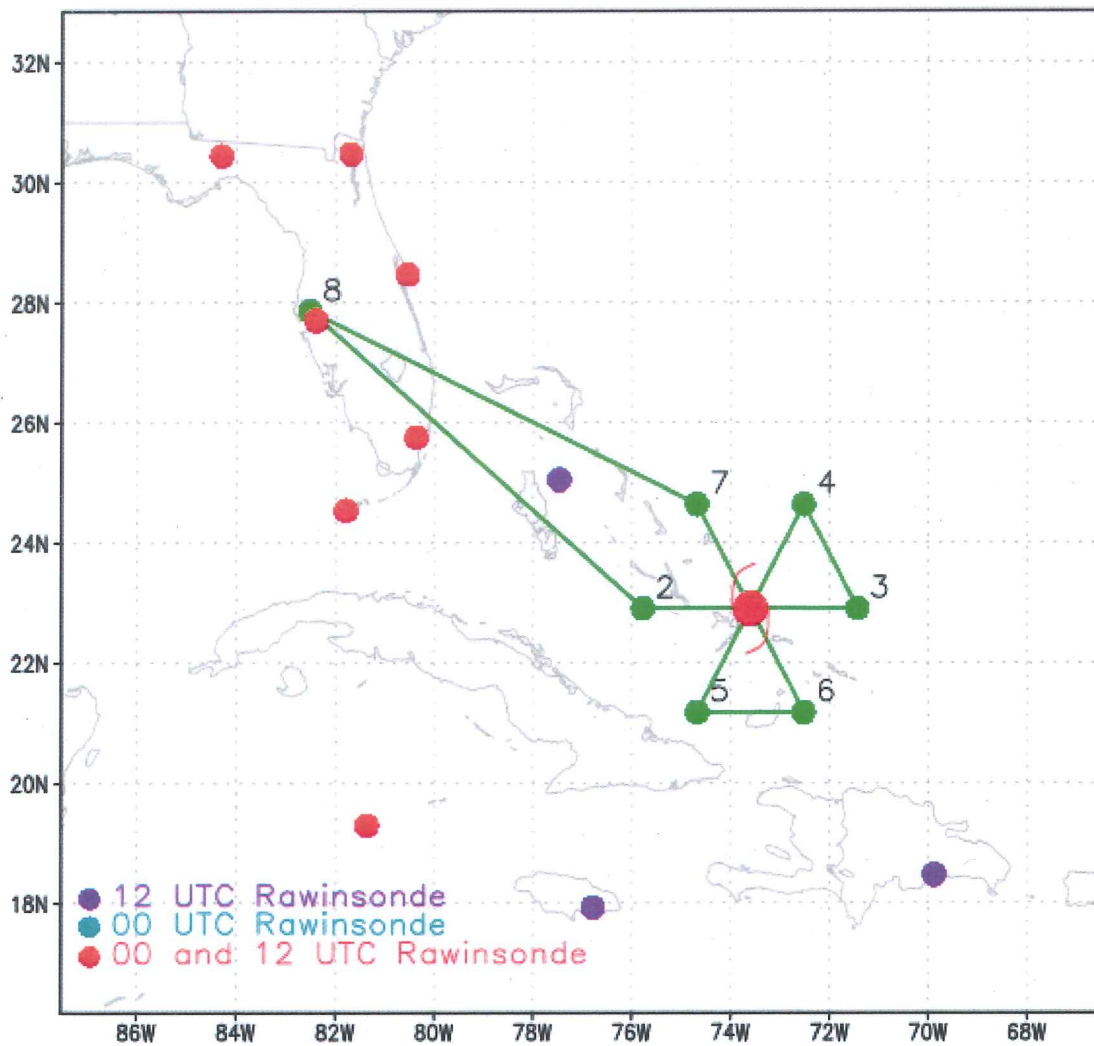 32N
30N
28N
26N
24N
22N
20N
18N
8
7
4
2
3
5
6
12 UTC Rawinsonde
00 UTC Rawinsonde
00 and 12 UTC Rawinsonde
86W 84W 82W 80W 78W 76W 74W 72W 70W 68W